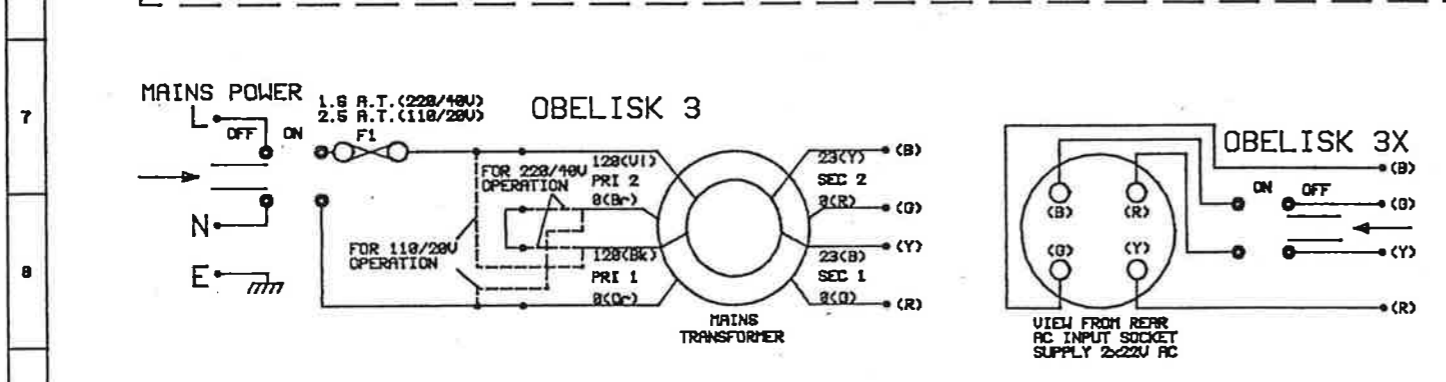 7
8
MAINS POWER
L
OFF
ON
1.6 A.T.(220/40V)
2.5 A.T.(110/20V)
F1
N
E
OBELISK 3
FOR 220/40V
OPERATION
FOR 110/20V
OPERATION
120(Vi)
PRI 2
0(Br)
120(Bk)
PRI 1
0(Or)
23(Y)
SEC 2
0(R)
23(B)
SEC 1
0(O)
(B)
(G)
(Y)
(R)
MAINS
TRANSFORMER
OBELISK 3X
(B)
(R)
(G)
(Y)
ON
OFF
(B)
(G)
(Y)
(R)
VIEW FROM REAR
AC INPUT SOCKET
SUPPLY 2x22V AC